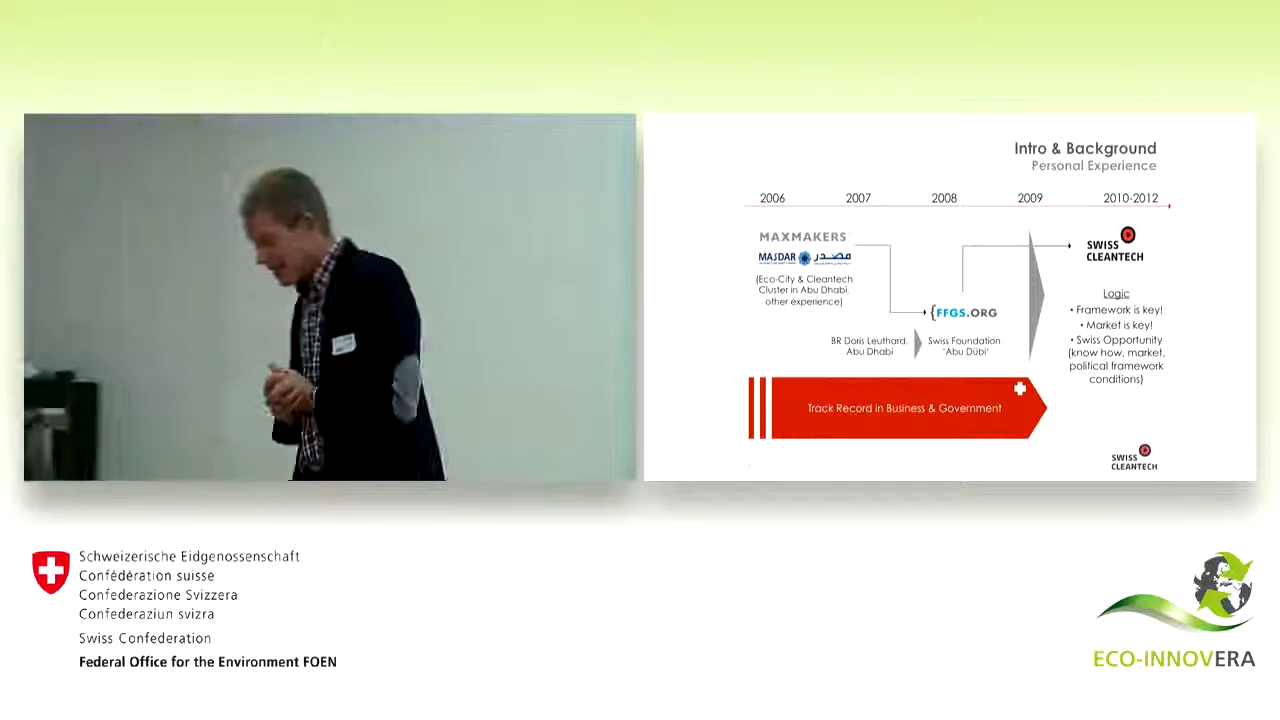 Intro & Background
Personal Experience
2006 2007 2008 2009 2010-2012
MAXMAKERS
MASDAR مصدر
(Eco-City & Cleantech
Cluster in Abu Dhabi,
other experience)
{FFGS.ORG
BR Doris Leuthard,
Abu Dhabi
Swiss Foundation
'Abu Dübi'
SWISS
CLEANTECH
Logic
• Framework is key!
• Market is key!
• Swiss Opportunity
(know how, market,
political framework
conditions)
Track Record in Business & Government
SWISS
CLEANTECH
Schweizerische Eidgenossenschaft
Confédération suisse
Confederazione Svizzera
Confederaziun svizra
Swiss Confederation
Federal Office for the Environment FOEN
ECO-INNOVERA